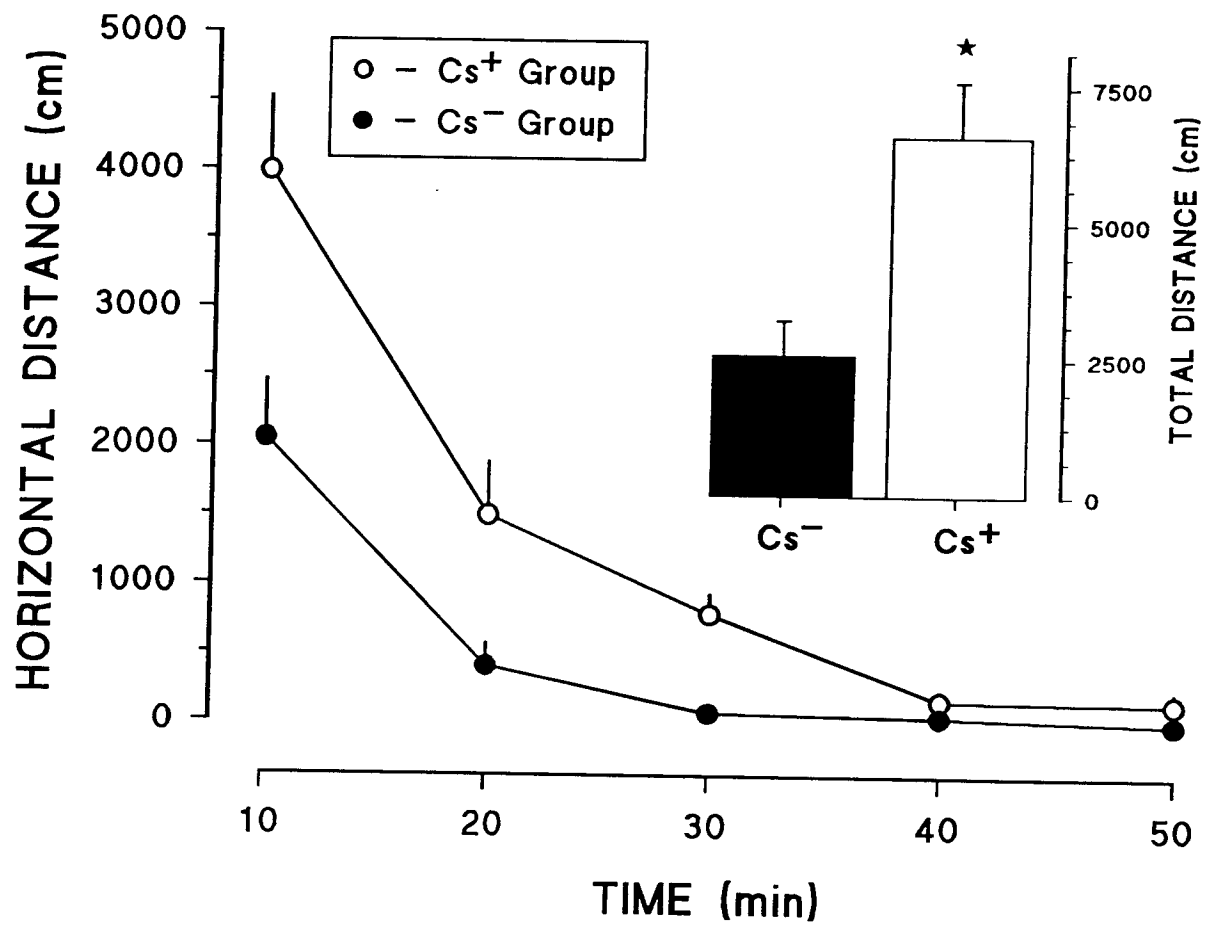 HORIZONTAL DISTANCE (cm)
5000
4000
3000
2000
1000
0
○ – Cs⁺ Group
● – Cs⁻ Group
★
7500
5000
2500
0
TOTAL DISTANCE (cm)
Cs⁻ Cs⁺
10 20 30 40 50
TIME (min)